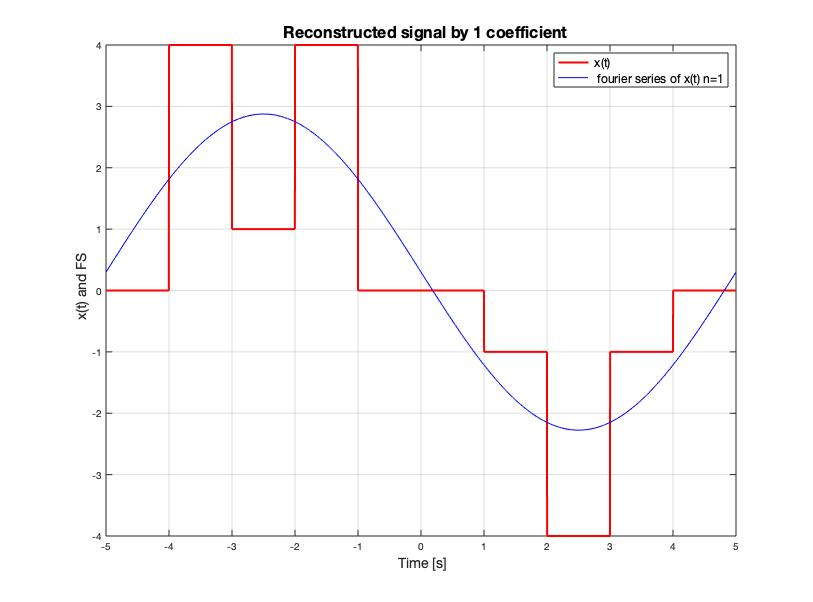 Reconstructed signal by 1 coefficient
x(t)
fourier series of x(t) n=1
4
3
2
1
0
-1
-2
-3
-4
x(t) and FS
-5 -4 -3 -2 -1 0 1 2 3 4 5
Time [s]